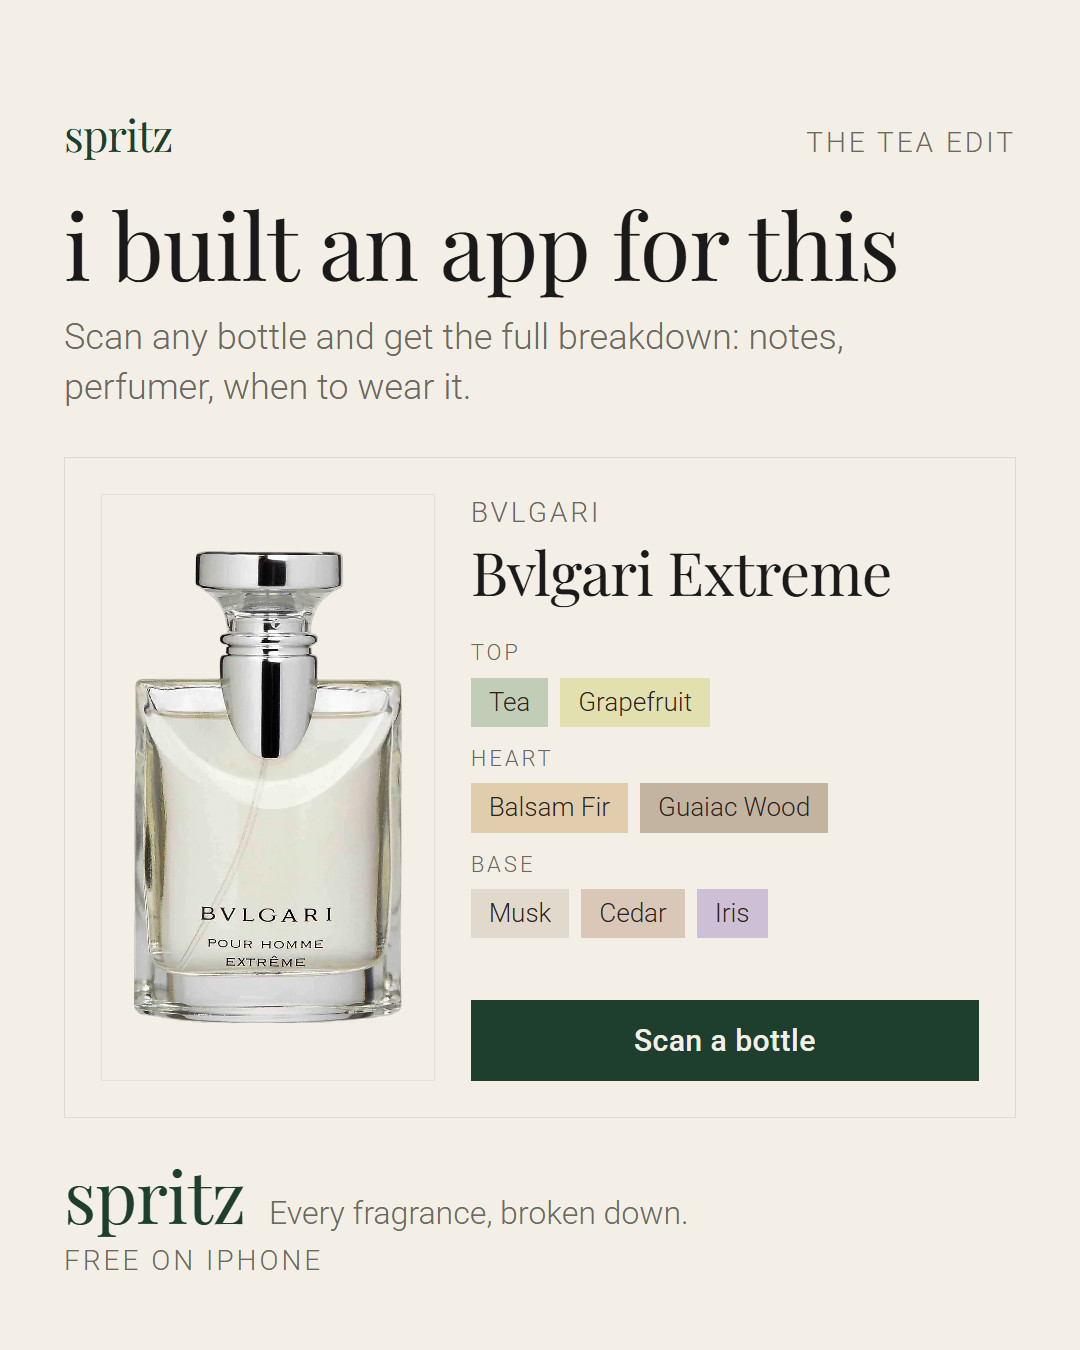 spritz
THE TEA EDIT
i built an app for this
Scan any bottle and get the full breakdown: notes,
perfumer, when to wear it.
BVLGARI
Bvlgari Extreme
TOP
Tea
Grapefruit
HEART
Balsam Fir
Guaiac Wood
BASE
Musk
Cedar
Iris
BVLGARI
POUR HOMME
EXTRÊME
Scan a bottle
spritz
Every fragrance, broken down.
FREE ON IPHONE